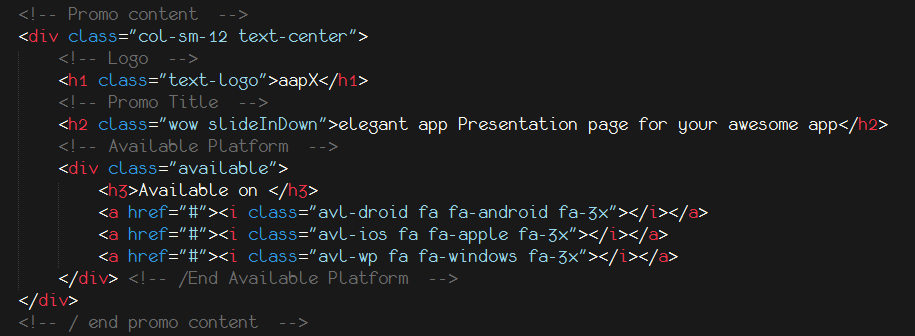 <!-- Promo content  -->
<div class="col-sm-12 text-center">
    <!-- Logo  -->
    <h1 class="text-logo">aapX</h1>
    <!-- Promo Title  -->
    <h2 class="wow slideInDown">elegant app Presentation page for your awesome app</h2>
    <!-- Available Platform  -->
    <div class="available">
        <h3>Available on </h3>
        <a href="#"><i class="avl-droid fa fa-android fa-3x"></i></a>
        <a href="#"><i class="avl-ios fa fa-apple fa-3x"></i></a>
        <a href="#"><i class="avl-wp fa fa-windows fa-3x"></i></a>
    </div> <!-- /End Available Platform  -->
</div>
<!-- / end promo content  -->